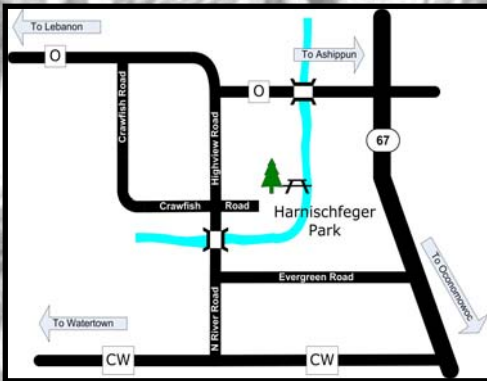 To Lebanon
O
To Ashippun
O
67
Crawfish Road
Highview Road
Crawfish Road
Harnischfeger
Park
To Oconomowoc
Evergreen Road
To Watertown
N River Road
CW
CW